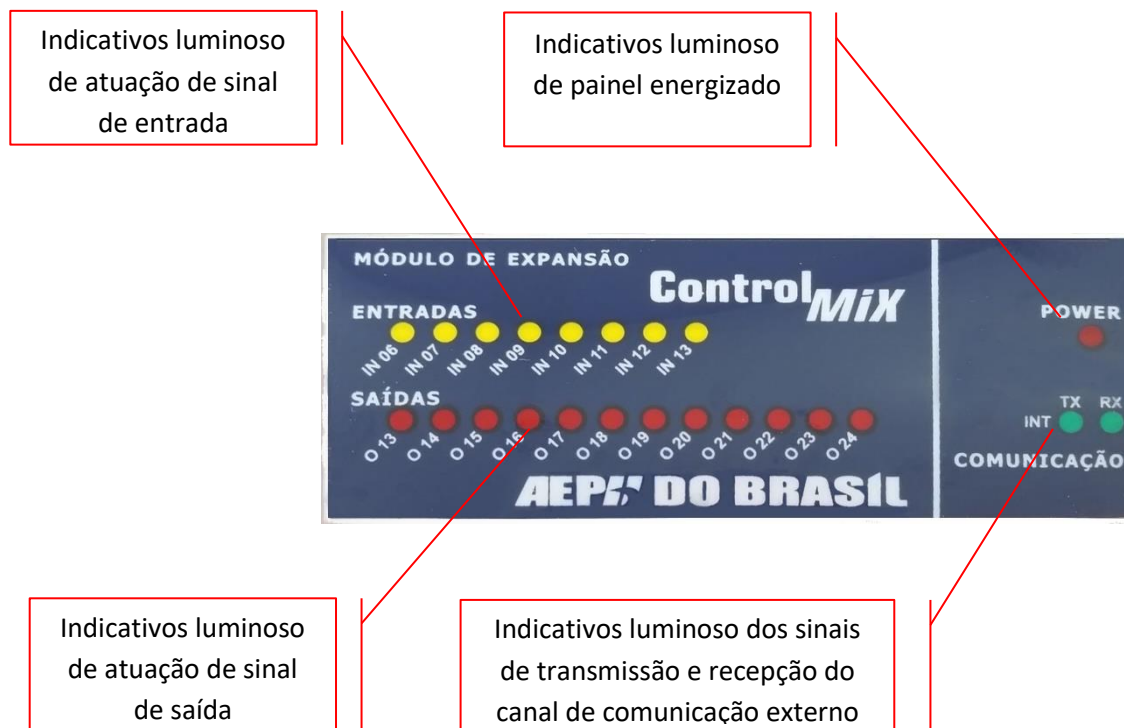 Indicativos luminoso
de atuação de sinal
de entrada
Indicativos luminoso
de painel energizado
MÓDULO DE EXPANSÃO
ControlMiX
ENTRADAS
IN 06 IN 07 IN 08 IN 09 IN 10 IN 11 IN 12 IN 13
POWER
SAÍDAS
O 13 O 14 O 15 O 16 O 17 O 18 O 19 O 20 O 21 O 22 O 23 O 24
TX RX
INT
COMUNICAÇÃO
AEPH DO BRASIL
Indicativos luminoso
de atuação de sinal
de saída
Indicativos luminoso dos sinais
de transmissão e recepção do
canal de comunicação externo